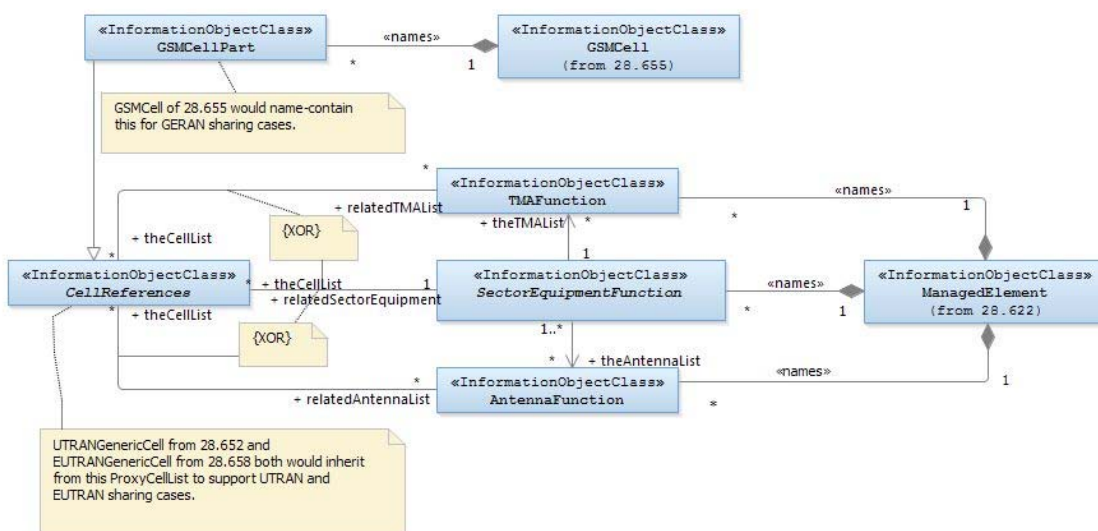 «InformationObjectClass»
GSMCellPart
«names»
*
1
«InformationObjectClass»
GSMCell
(from 28.655)
GSMCell of 28.655 would name-contain
this for GERAN sharing cases.
*
+ relatedTMAList
«InformationObjectClass»
TMAFunction
«names»
*
1
+ theTMAList
*
1
{XOR}
+ theCellList
*
«InformationObjectClass»
CellReferences
*
+ theCellList
1
+ relatedSectorEquipment
«InformationObjectClass»
SectorEquipmentFunction
«names»
*
1
«InformationObjectClass»
ManagedElement
(from 28.622)
*
+ theCellList
{XOR}
1..*
*
+ theAntennaList
«names»
1
*
*
+ relatedAntennaList
«InformationObjectClass»
AntennaFunction
UTRANGenericCell from 28.652 and
EUTRANGenericCell from 28.658 both would inherit
from this ProxyCellList to support UTRAN and
EUTRAN sharing cases.